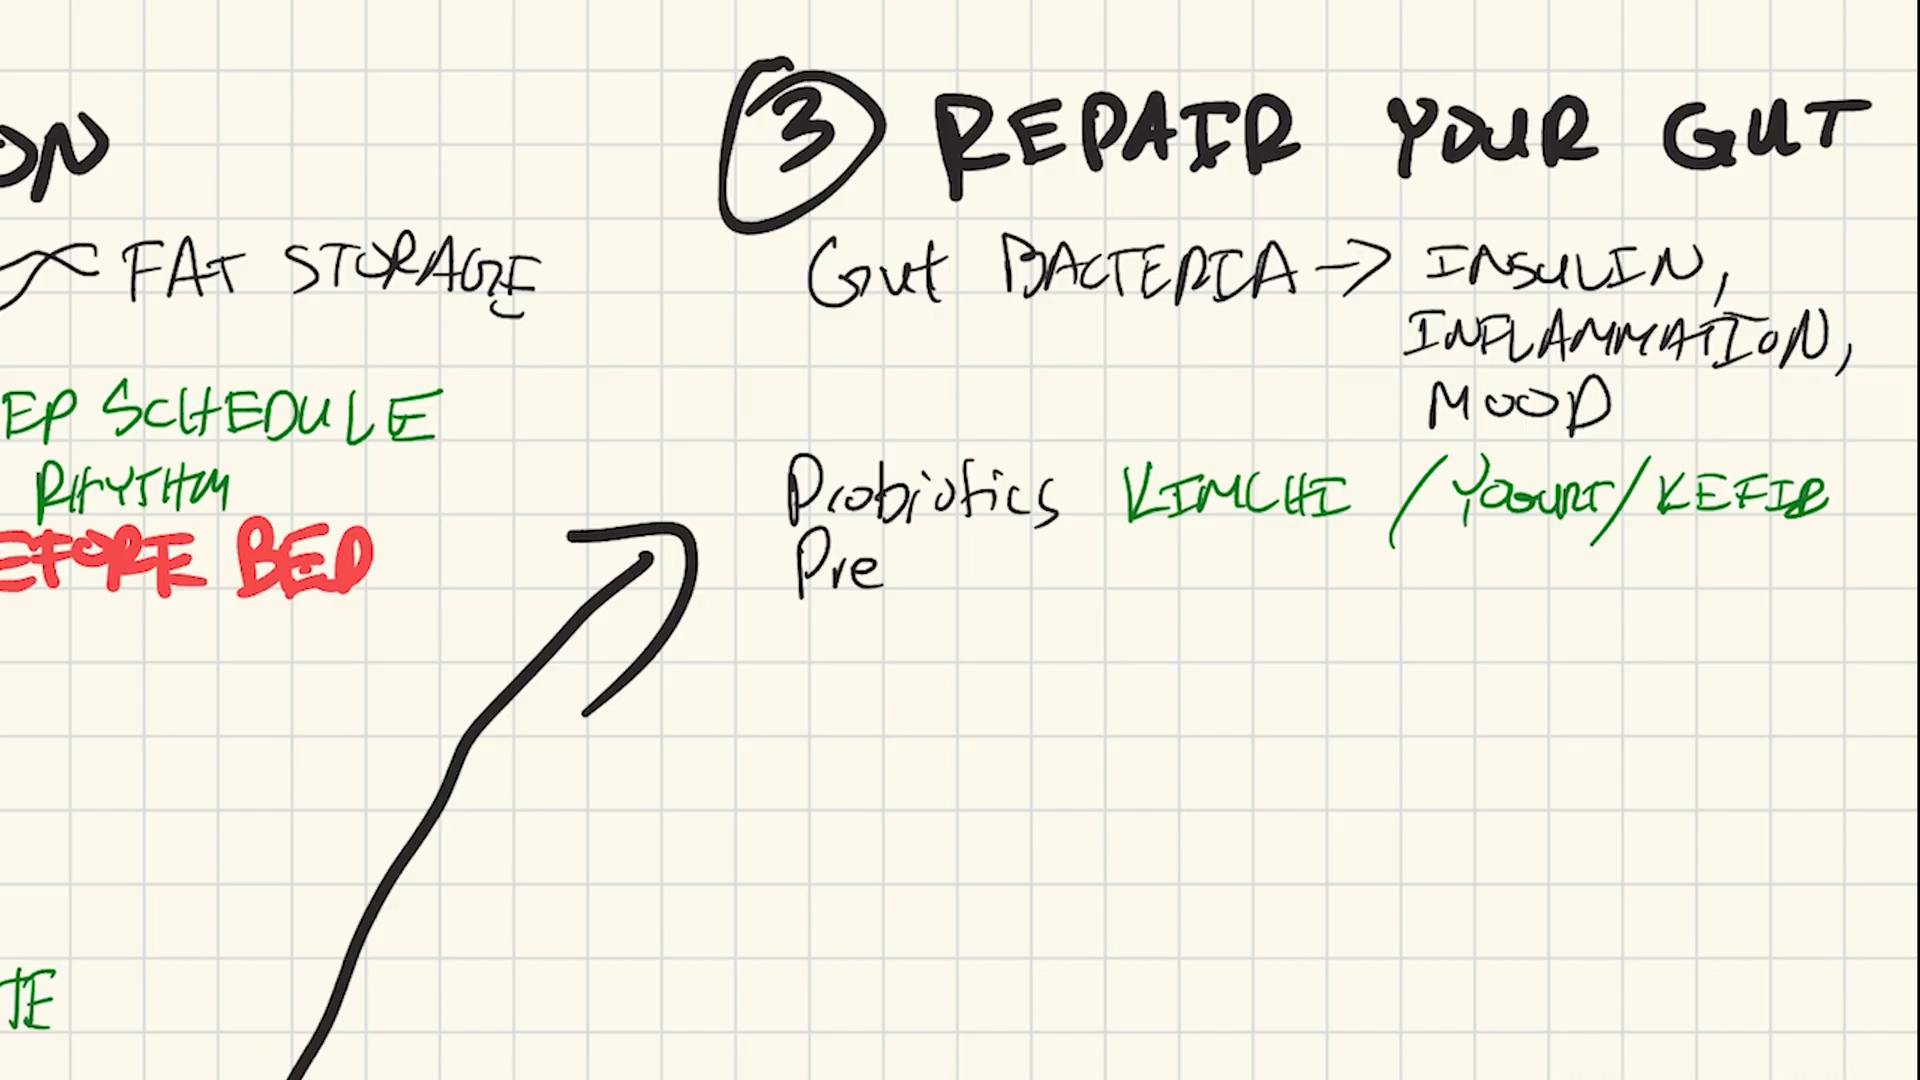 ON
FAT STORAGE
EP SCHEDULE
RHYTHM
EFORE BED
TE
3 REPAIR YOUR GUT
Gut BACTERIA → INSULIN,
INFLAMMATION,
MOOD
Probiotics KIMCHI / YOGURT / KEFIR
Pre